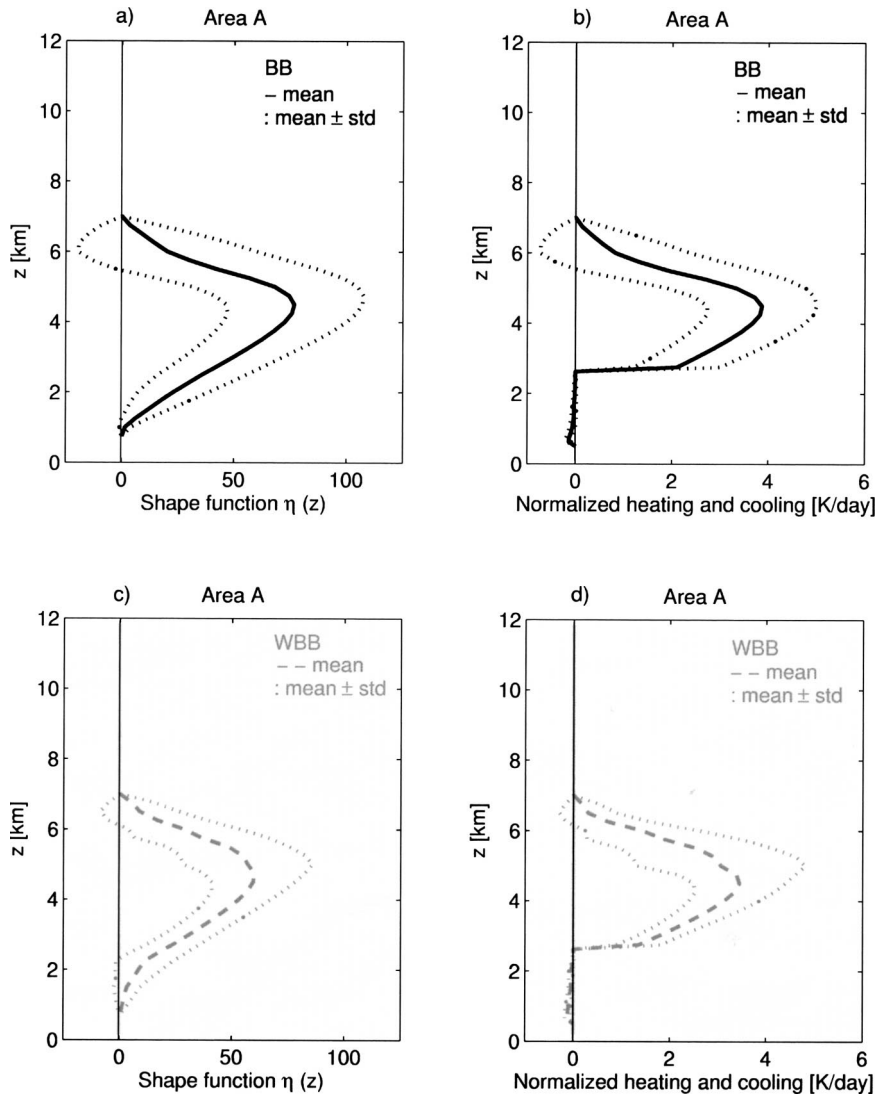 a) Area A
12
10
8
6
4
2
0
z [km]
BB
– mean
: mean ± std
0 50 100
Shape function η (z)
b) Area A
12
10
8
6
4
2
0
z [km]
BB
– mean
: mean ± std
0 2 4 6
Normalized heating and cooling [K/day]
c) Area A
12
10
8
6
4
2
0
z [km]
WBB
– – mean
: mean ± std
0 50 100
Shape function η (z)
d) Area A
12
10
8
6
4
2
0
z [km]
WBB
– – mean
: mean ± std
0 2 4 6
Normalized heating and cooling [K/day]